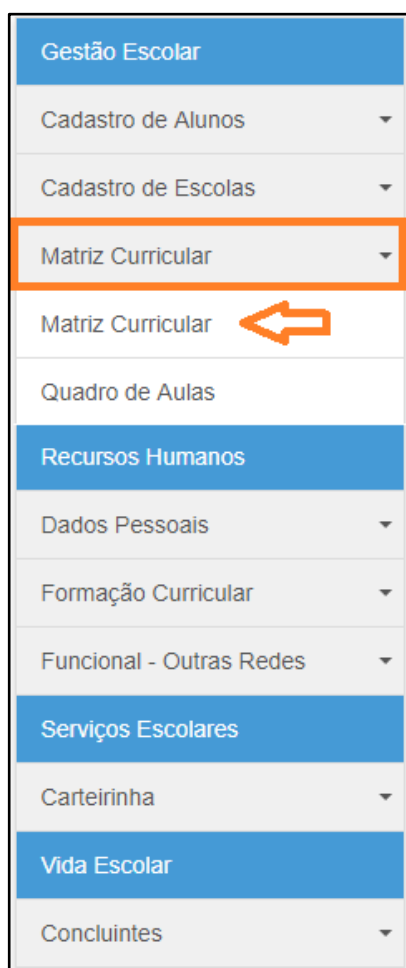 Gestão Escolar
Cadastro de Alunos
Cadastro de Escolas
Matriz Curricular
Matriz Curricular
Quadro de Aulas
Recursos Humanos
Dados Pessoais
Formação Curricular
Funcional - Outras Redes
Serviços Escolares
Carteirinha
Vida Escolar
Concluintes